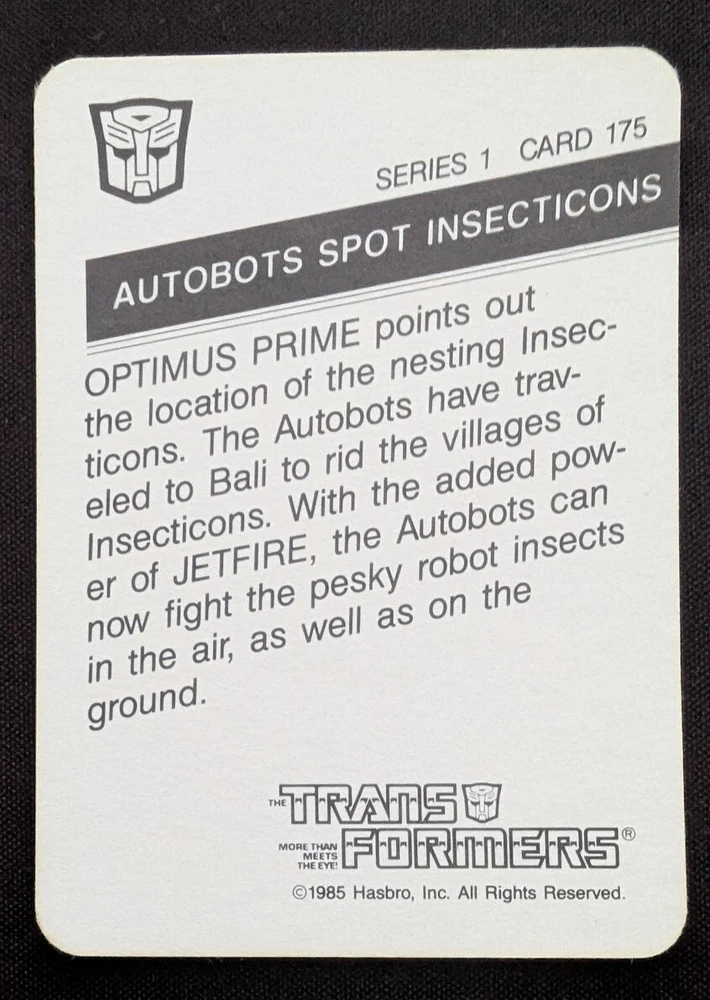 SERIES 1 CARD 175
AUTOBOTS SPOT INSECTICONS
OPTIMUS PRIME points out
the location of the nesting Insec-
ticons. The Autobots have trav-
eled to Bali to rid the villages of
Insecticons. With the added pow-
er of JETFIRE, the Autobots can
now fight the pesky robot insects
in the air, as well as on the
ground.
THE TRANS
FORMERS®
MORE THAN
MEETS
THE EYE!
©1985 Hasbro, Inc. All Rights Reserved.